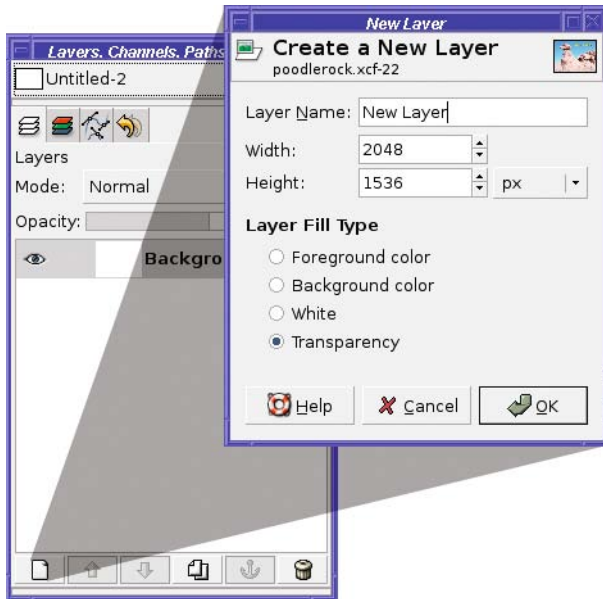 New Layer
Create a New Layer
poodlerock.xcf-22
Layer Name: New Layer
Width: 2048
Height: 1536 px
Layer Fill Type
Foreground color
Background color
White
Transparency
Help Cancel OK
Layers. Channels. Paths
Untitled-2
Layers
Mode: Normal
Opacity:
Backgro